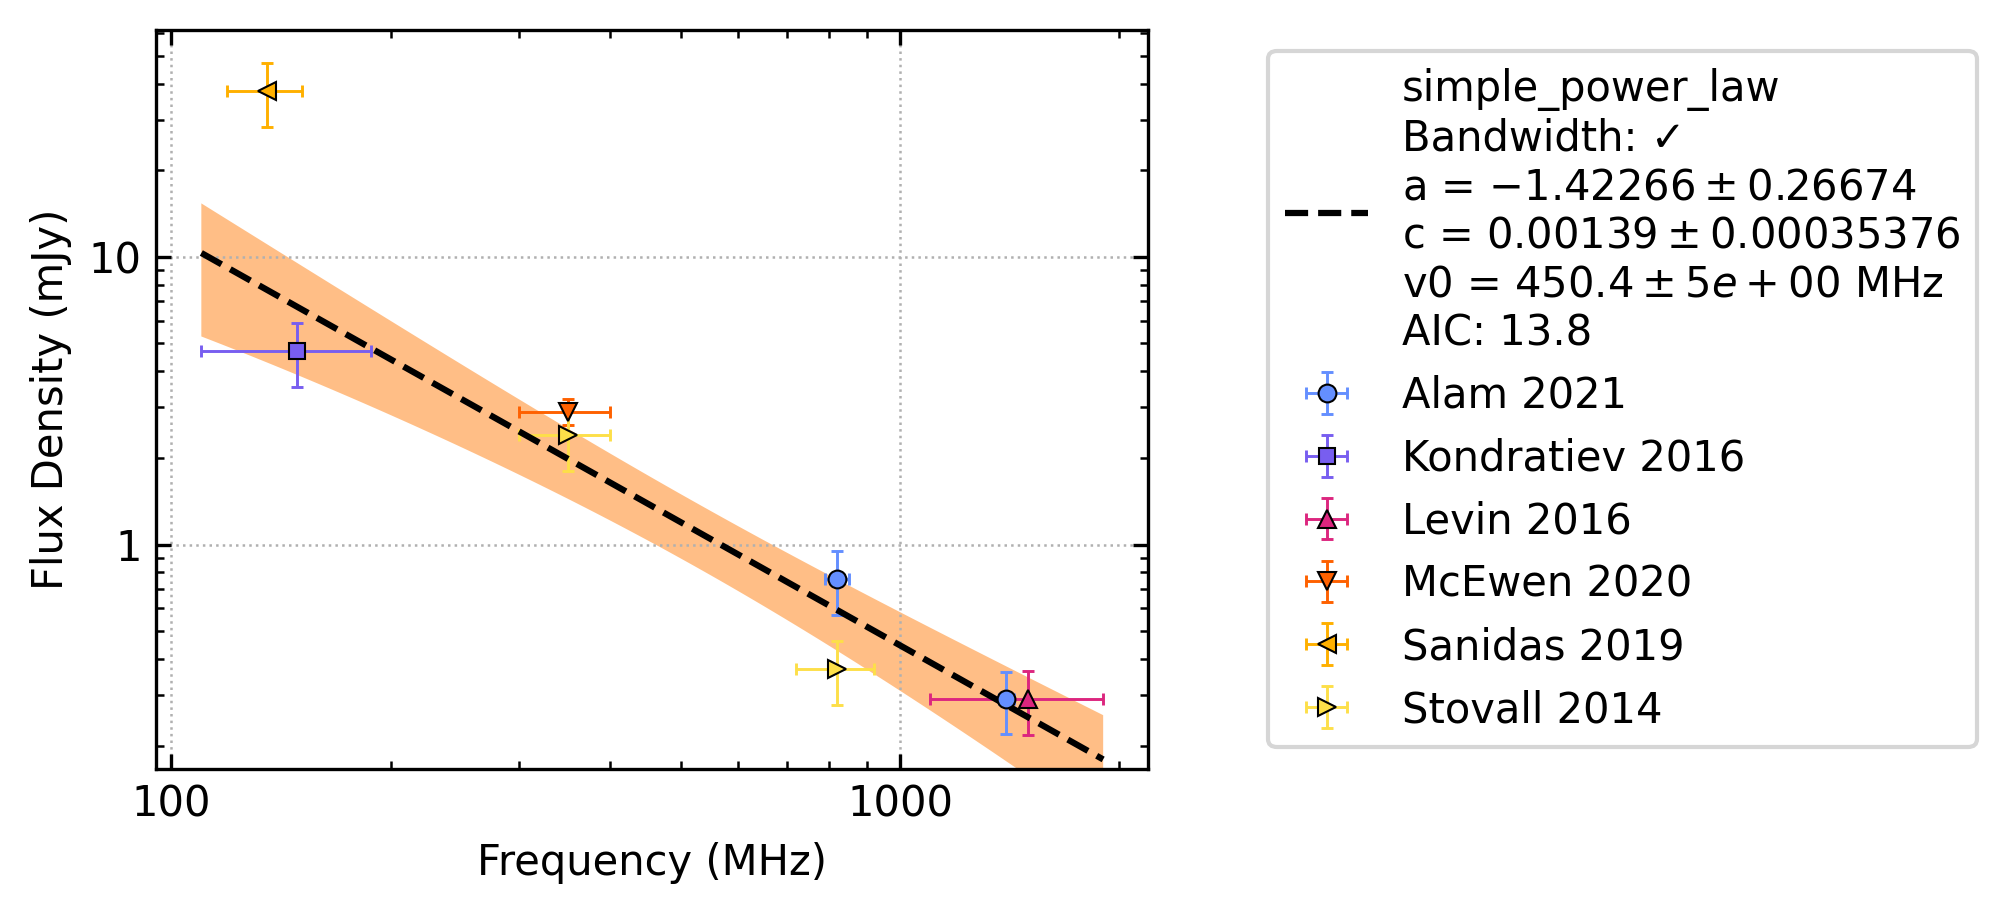 10
1
100
1000
Flux Density (mJy)
Frequency (MHz)
simple_power_law
Bandwidth: ✓
a = −1.42266 ± 0.26674
c = 0.00139 ± 0.00035376
v0 = 450.4 ± 5e + 00 MHz
AIC: 13.8
Alam 2021
Kondratiev 2016
Levin 2016
McEwen 2020
Sanidas 2019
Stovall 2014